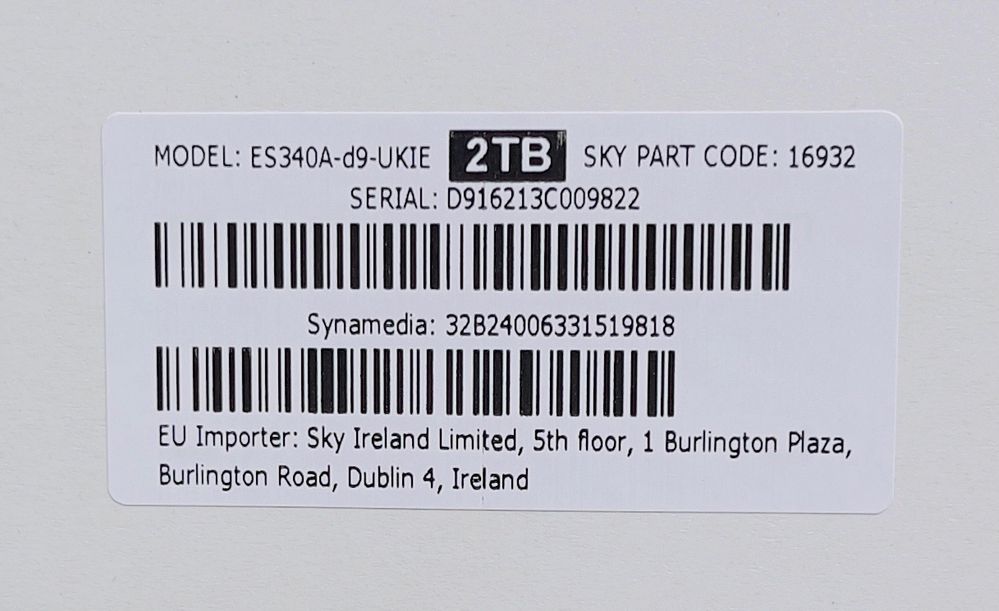 MODEL: ES340A-d9-UKIE 2TB SKY PART CODE: 16932
SERIAL: D916213C009822
Synamedia: 32B24006331519818
EU Importer: Sky Ireland Limited, 5th floor, 1 Burlington Plaza,
Burlington Road, Dublin 4, Ireland